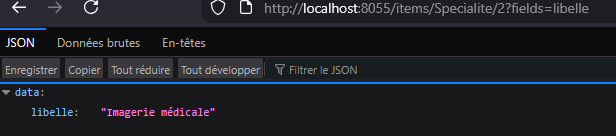 http://localhost:8055/items/Specialite/2?fields=libelle
JSON Données brutes En-têtes
Enregistrer Copier Tout réduire Tout développer Filtrer le JSON
data:
libelle: "Imagerie médicale"